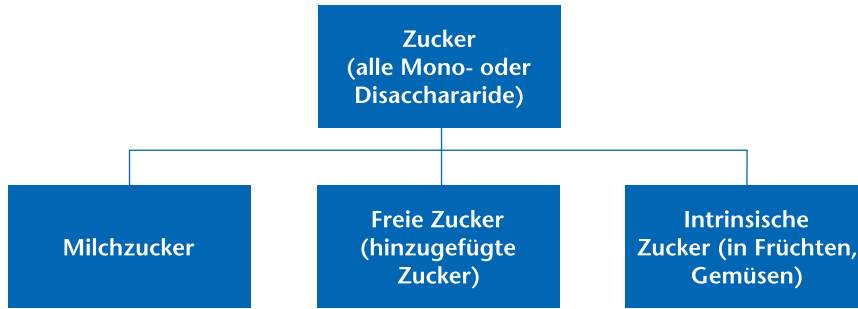 Zucker
(alle Mono- oder
Disacchararide)
Milchzucker
Freie Zucker
(hinzugefügte
Zucker)
Intrinsische
Zucker (in Früchten,
Gemüsen)